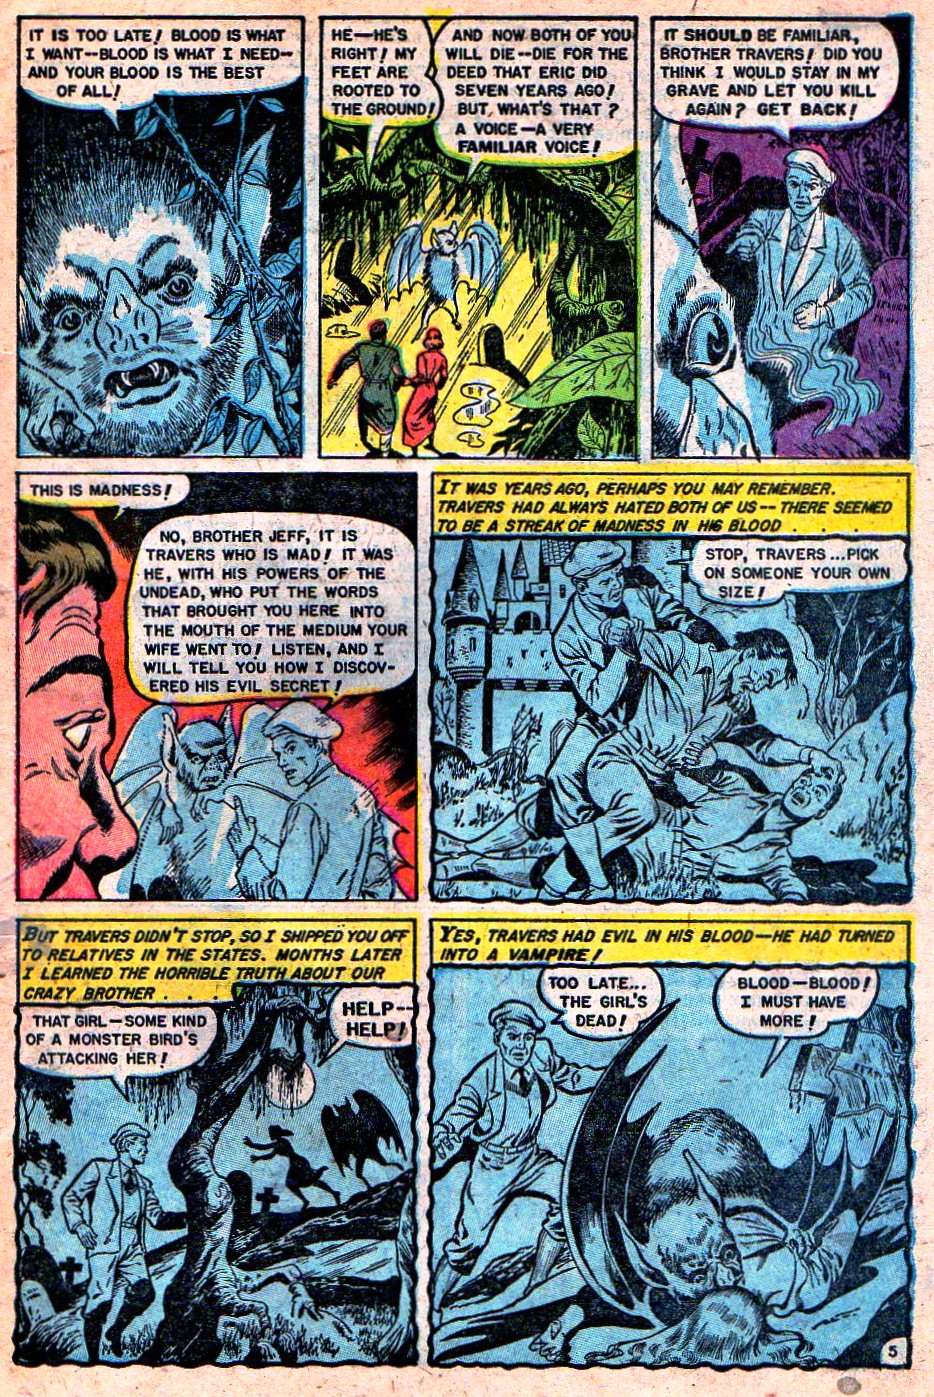 IT IS TOO LATE! BLOOD IS WHAT
I WANT--BLOOD IS WHAT I NEED--
AND YOUR BLOOD IS THE BEST
OF ALL!
HE--HE'S
RIGHT! MY
FEET ARE
ROOTED TO
THE GROUND!
AND NOW BOTH OF YOU
WILL DIE--DIE FOR THE
DEED THAT ERIC DID
SEVEN YEARS AGO!
BUT, WHAT'S THAT?
A VOICE--A VERY
FAMILIAR VOICE!
IT SHOULD BE FAMILIAR,
BROTHER TRAVERS! DID YOU
THINK I WOULD STAY IN MY
GRAVE AND LET YOU KILL
AGAIN? GET BACK!
THIS IS MADNESS!
NO, BROTHER JEFF, IT IS
TRAVERS WHO IS MAD! IT WAS
HE, WITH HIS POWERS OF THE
UNDEAD, WHO PUT THE WORDS
THAT BROUGHT YOU HERE INTO
THE MOUTH OF THE MEDIUM YOUR
WIFE WENT TO! LISTEN, AND I
WILL TELL YOU HOW I DISCOV-
ERED HIS EVIL SECRET!
IT WAS YEARS AGO, PERHAPS YOU MAY REMEMBER.
TRAVERS HAD ALWAYS HATED BOTH OF US--THERE SEEMED
TO BE A STREAK OF MADNESS IN HIS BLOOD . . .
STOP, TRAVERS...PICK
ON SOMEONE YOUR OWN
SIZE!
BUT TRAVERS DIDN'T STOP, SO I SHIPPED YOU OFF
TO RELATIVES IN THE STATES. MONTHS LATER
I LEARNED THE HORRIBLE TRUTH ABOUT OUR
CRAZY BROTHER . . . .
THAT GIRL--SOME KIND
OF A MONSTER BIRD'S
ATTACKING HER!
HELP--
HELP!
YES, TRAVERS HAD EVIL IN HIS BLOOD--HE HAD TURNED
INTO A VAMPIRE!
TOO LATE...
THE GIRL'S
DEAD!
BLOOD--BLOOD!
I MUST HAVE
MORE!
5